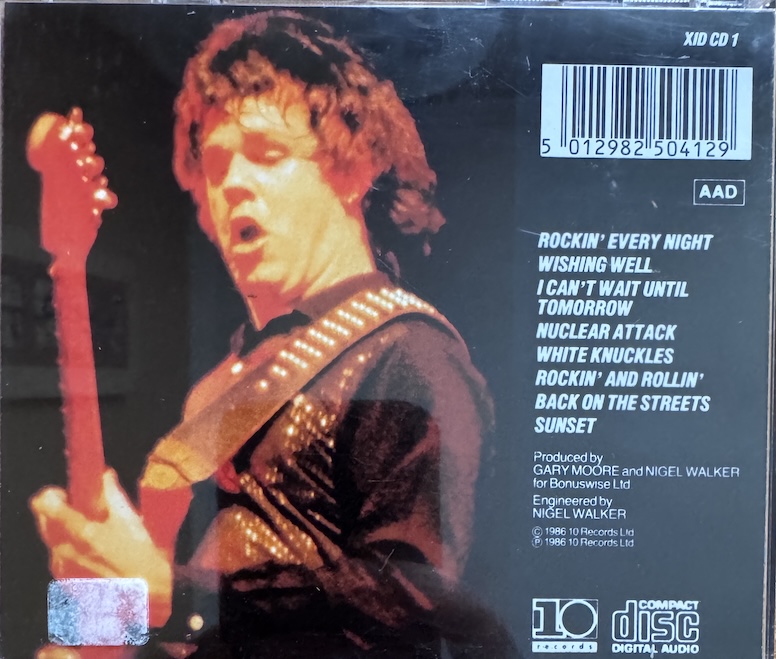 XID CD 1
5 012982 504129
AAD
ROCKIN' EVERY NIGHT
WISHING WELL
I CAN'T WAIT UNTIL
TOMORROW
NUCLEAR ATTACK
WHITE KNUCKLES
ROCKIN' AND ROLLIN'
BACK ON THE STREETS
SUNSET
Produced by
GARY MOORE and NIGEL WALKER
for Bonuswise Ltd
Engineered by
NIGEL WALKER
© 1986 10 Records Ltd
℗ 1986 10 Records Ltd
10
records
COMPACT
disc
DIGITAL AUDIO